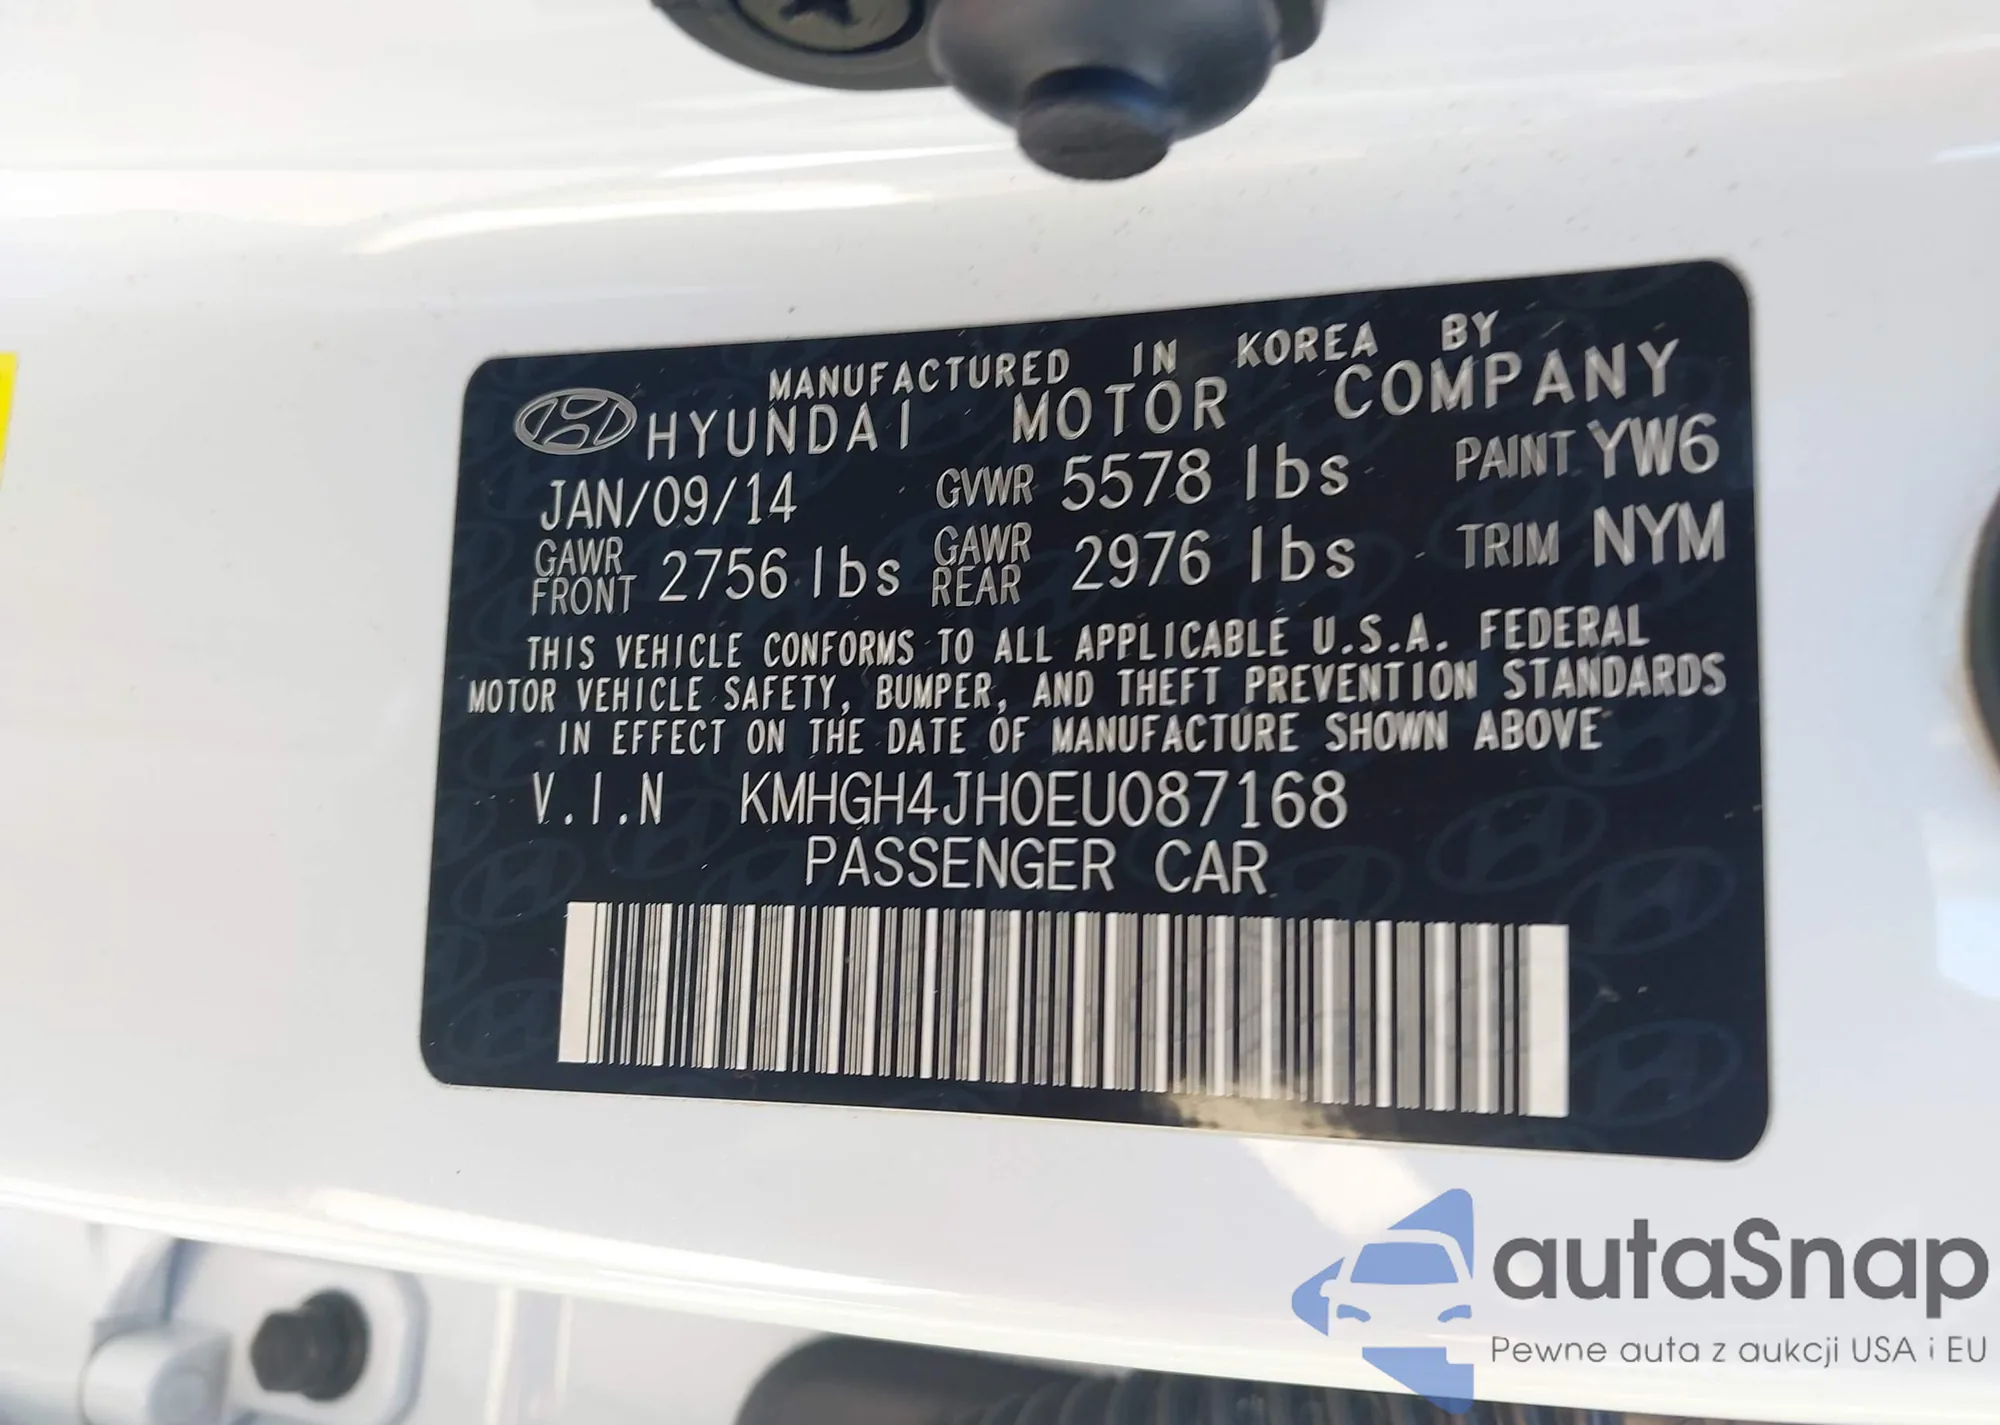 MANUFACTURED IN KOREA BY
HYUNDAI MOTOR COMPANY
JAN/09/14 GVWR 5578 lbs PAINT YW6
GAWR FRONT 2756 lbs GAWR REAR 2976 lbs TRIM NYM
THIS VEHICLE CONFORMS TO ALL APPLICABLE U.S.A. FEDERAL
MOTOR VEHICLE SAFETY, BUMPER, AND THEFT PREVENTION STANDARDS
IN EFFECT ON THE DATE OF MANUFACTURE SHOWN ABOVE
V.I.N KMHGH4JH0EU087168
PASSENGER CAR
autaSnap
Pewne auta z aukcji USA i EU